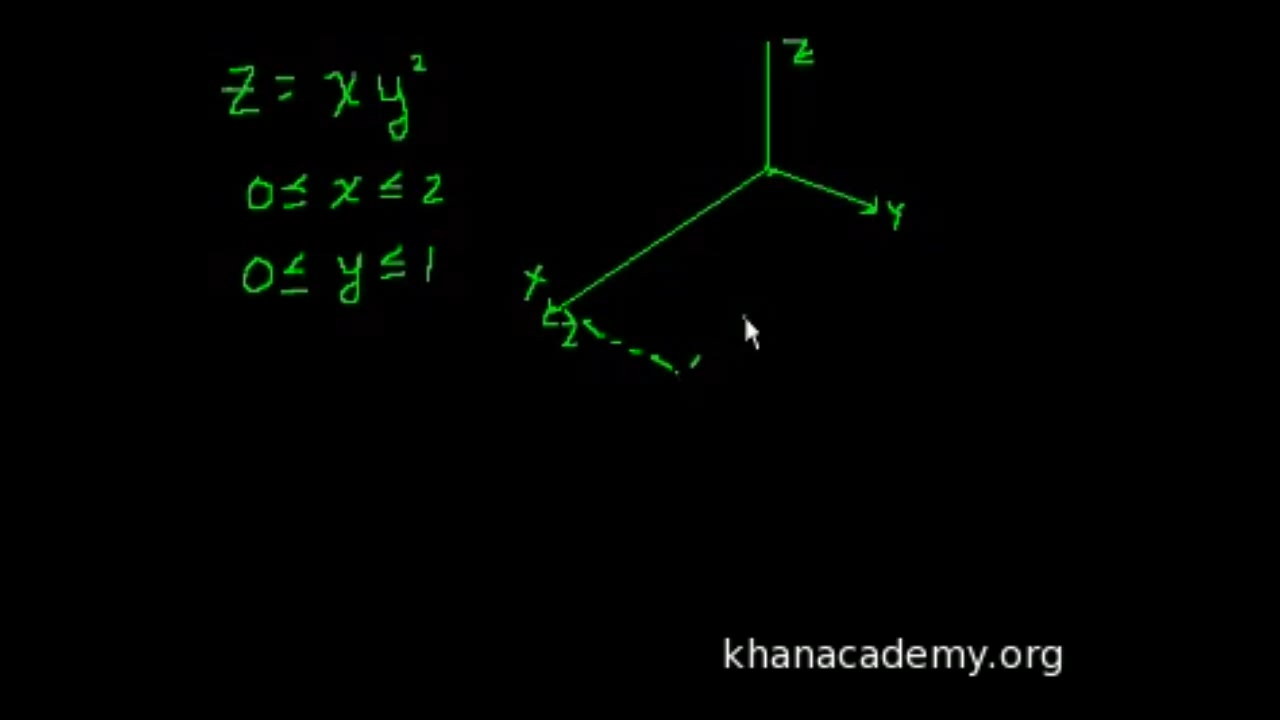 z = xy²
0 ≤ x ≤ 2
0 ≤ y ≤ 1
z
y
x
2
khanacademy.org